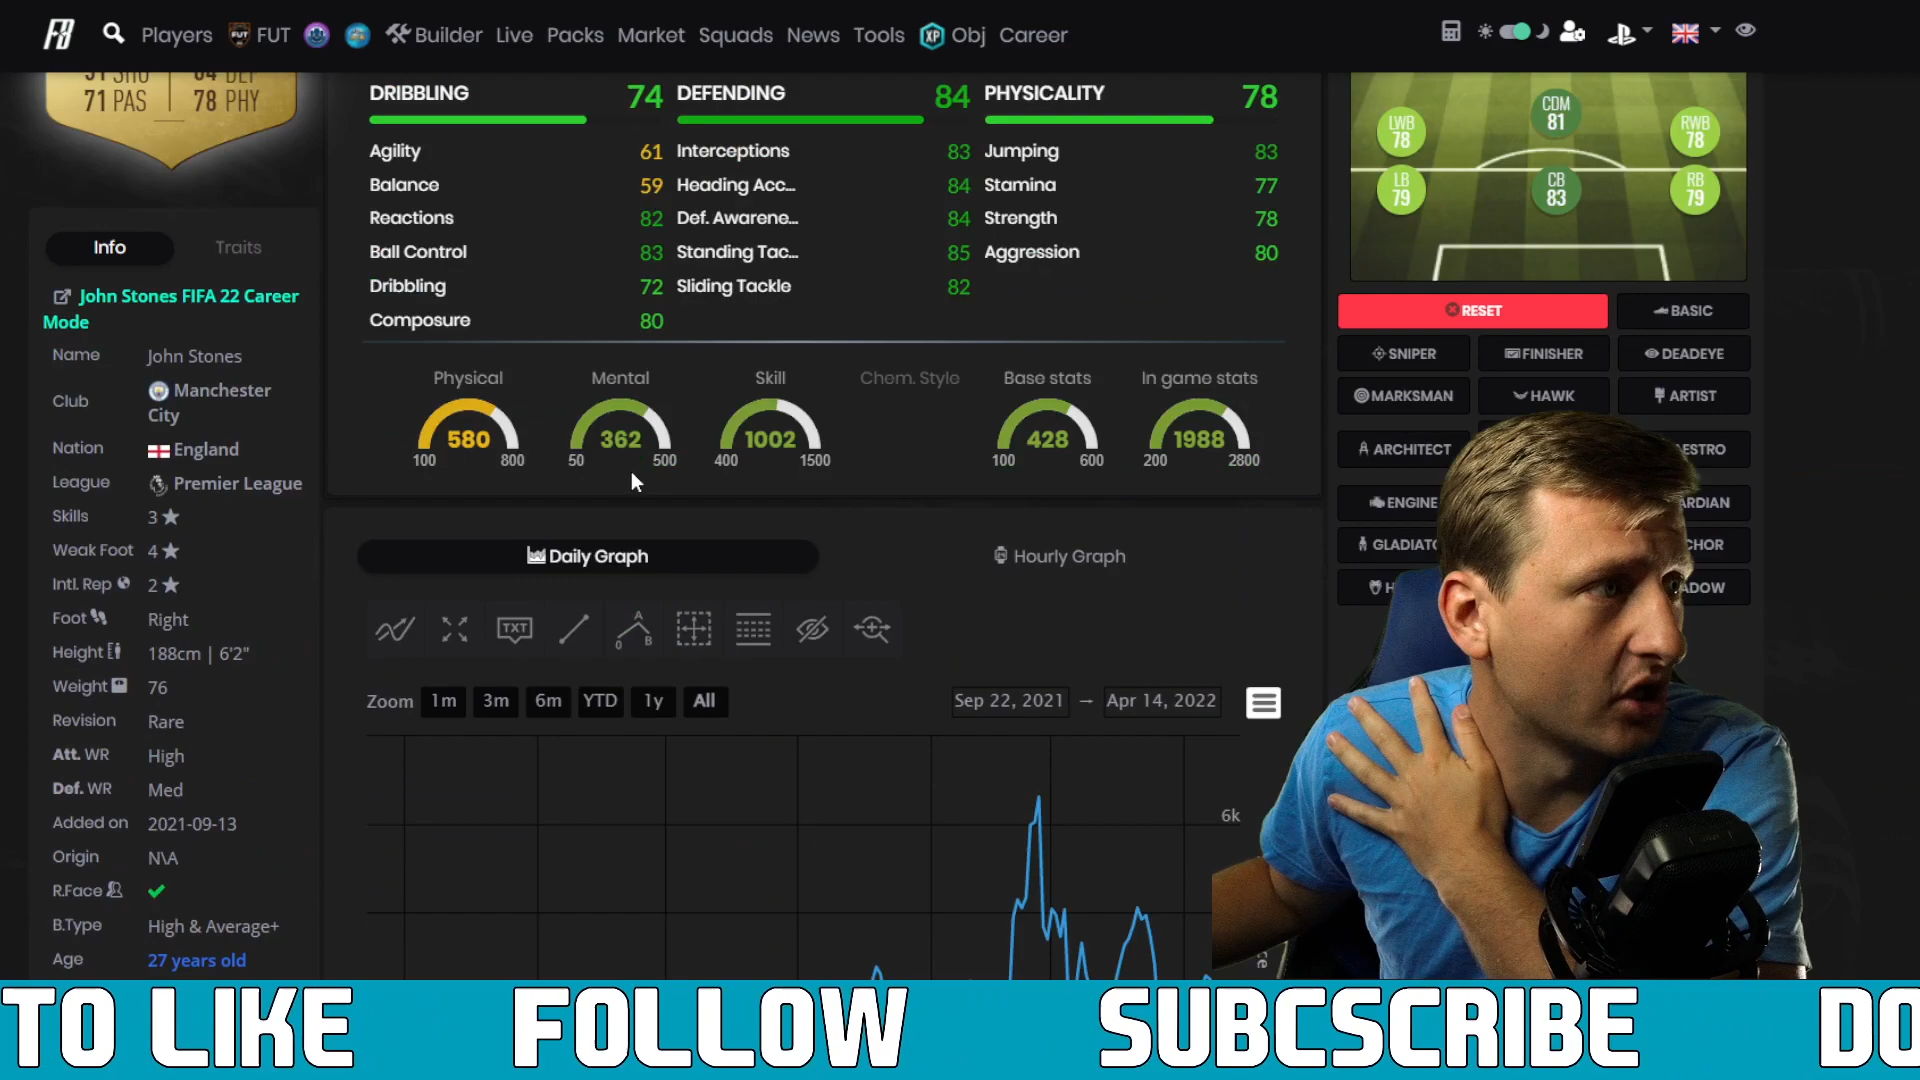 Players FUT Builder Live Packs Market Squads News Tools XP Obj Career
71 PAS 78 PHY
DRIBBLING 74 DEFENDING 84 PHYSICALITY 78
Agility 61 Interceptions 83 Jumping 83
Balance 59 Heading Acc... 84 Stamina 77
Reactions 82 Def. Awarene... 84 Strength 78
Ball Control 83 Standing Tac... 85 Aggression 80
Dribbling 72 Sliding Tackle 82
Composure 80
Physical Mental Skill Chem. Style Base stats In game stats
580 362 1002 428 1988
100 800 50 500 400 1500 100 600 200 2800
Info Traits
John Stones FIFA 22 Career
Mode
Name John Stones
Club Manchester
City
Nation England
League Premier League
Skills 3
Weak Foot 4
Intl. Rep 2
Foot Right
Height 188cm | 6'2"
Weight 76
Revision Rare
Att. WR High
Def. WR Med
Added on 2021-09-13
Origin N\A
R.Face
B.Type High & Average+
Age 27 years old
Daily Graph Hourly Graph
TXT
A
0 B
Zoom 1m 3m 6m YTD 1y All Sep 22, 2021 → Apr 14, 2022
6k
CDM
81
LWB
78
RWB
78
LB
79
CB
83
RB
79
RESET BASIC
SNIPER FINISHER DEADEYE
MARKSMAN HAWK ARTIST
ARCHITECT ESTRO
ENGINE ARDIAN
GLADIATO CHOR
H ADOW
TO LIKE FOLLOW SUBCSCRIBE DO